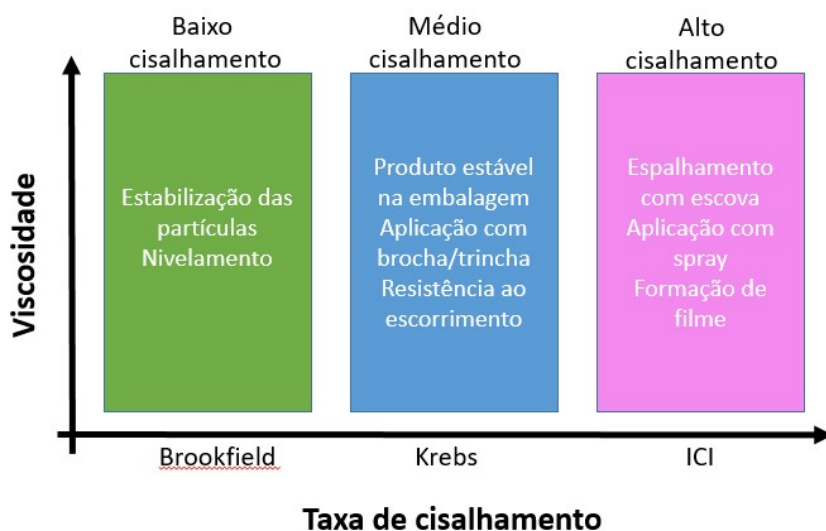 Baixo
cisalhamento
Médio
cisalhamento
Alto
cisalhamento
Viscosidade
Estabilização das
partículas
Nivelamento
Produto estável
na embalagem
Aplicação com
brocha/trincha
Resistência ao
escorrimento
Espalhamento
com escova
Aplicação com
spray
Formação de
filme
Brookfield
Krebs
ICI
Taxa de cisalhamento